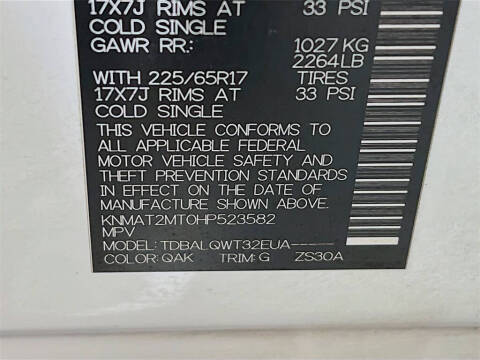 17X7J RIMS AT 33 PSI
COLD SINGLE
GAWR RR: 1027 KG
2264LB
WITH 225/65R17 TIRES
17X7J RIMS AT 33 PSI
COLD SINGLE
THIS VEHICLE CONFORMS TO
ALL APPLICABLE FEDERAL
MOTOR VEHICLE SAFETY AND
THEFT PREVENTION STANDARDS
IN EFFECT ON THE DATE OF
MANUFACTURE SHOWN ABOVE.
KNMAT2MT0HP523582
MPV
MODEL: TDBALQWT32EUA-----
COLOR: QAK TRIM: G ZS30A